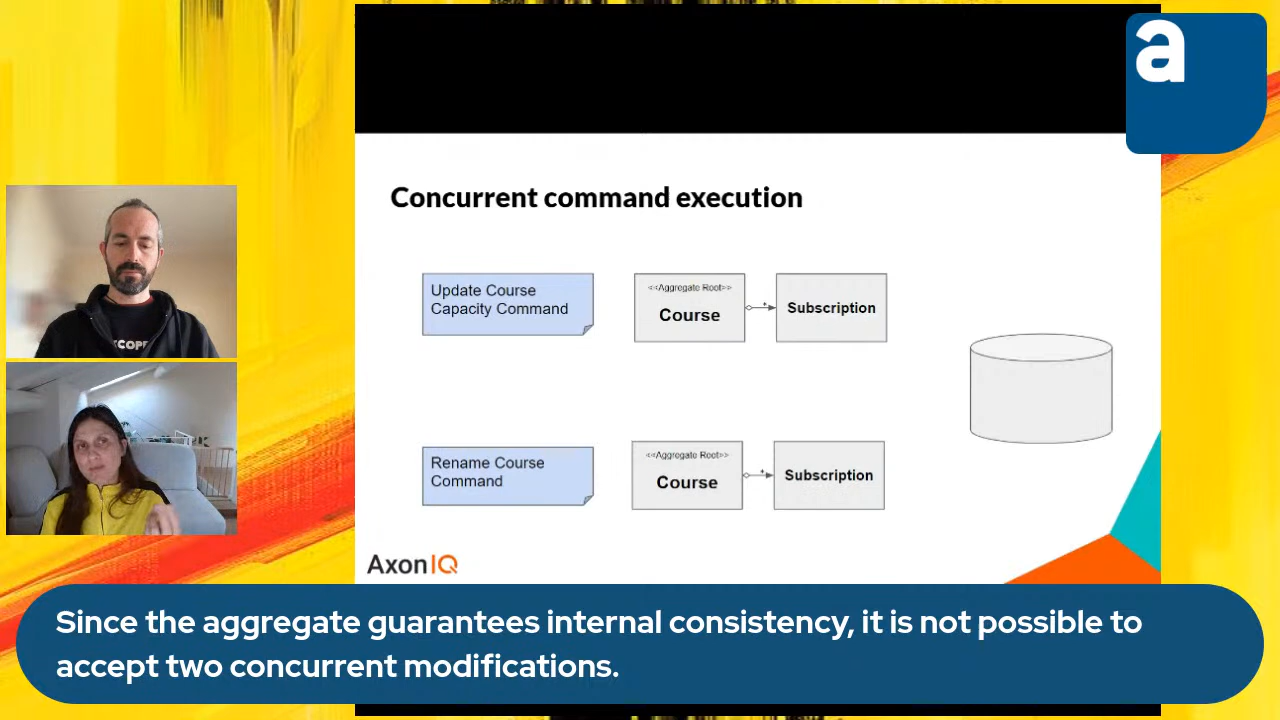 a
Concurrent command execution
Update Course
Capacity Command
<<Aggregate Root>>
Course
Subscription
Rename Course
Command
<<Aggregate Root>>
Course
Subscription
AxonIQ
Since the aggregate guarantees internal consistency, it is not possible to
accept two concurrent modifications.